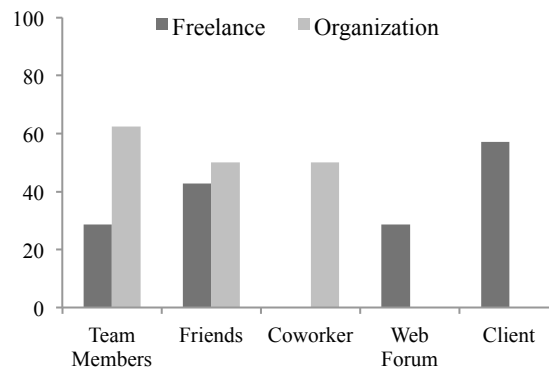 100
Freelance Organization
80
60
40
20
0
Team Members
Friends
Coworker
Web Forum
Client